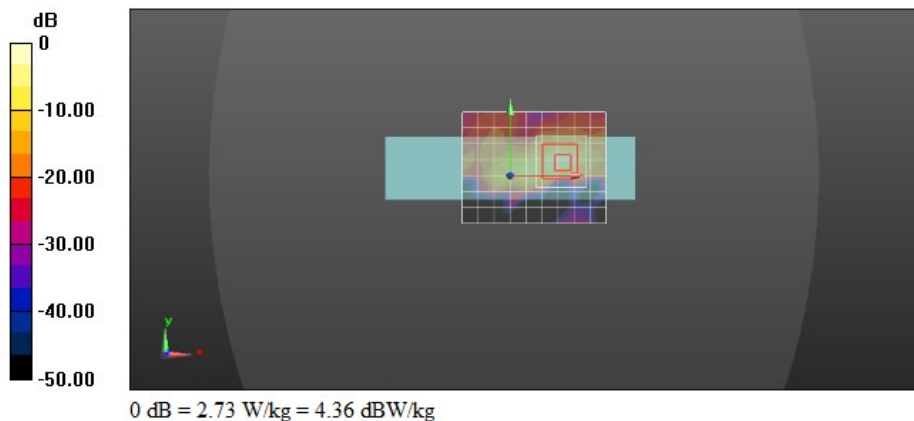 dB
0
-10.00
-20.00
-30.00
-40.00
-50.00
y
x
0 dB = 2.73 W/kg = 4.36 dBW/kg